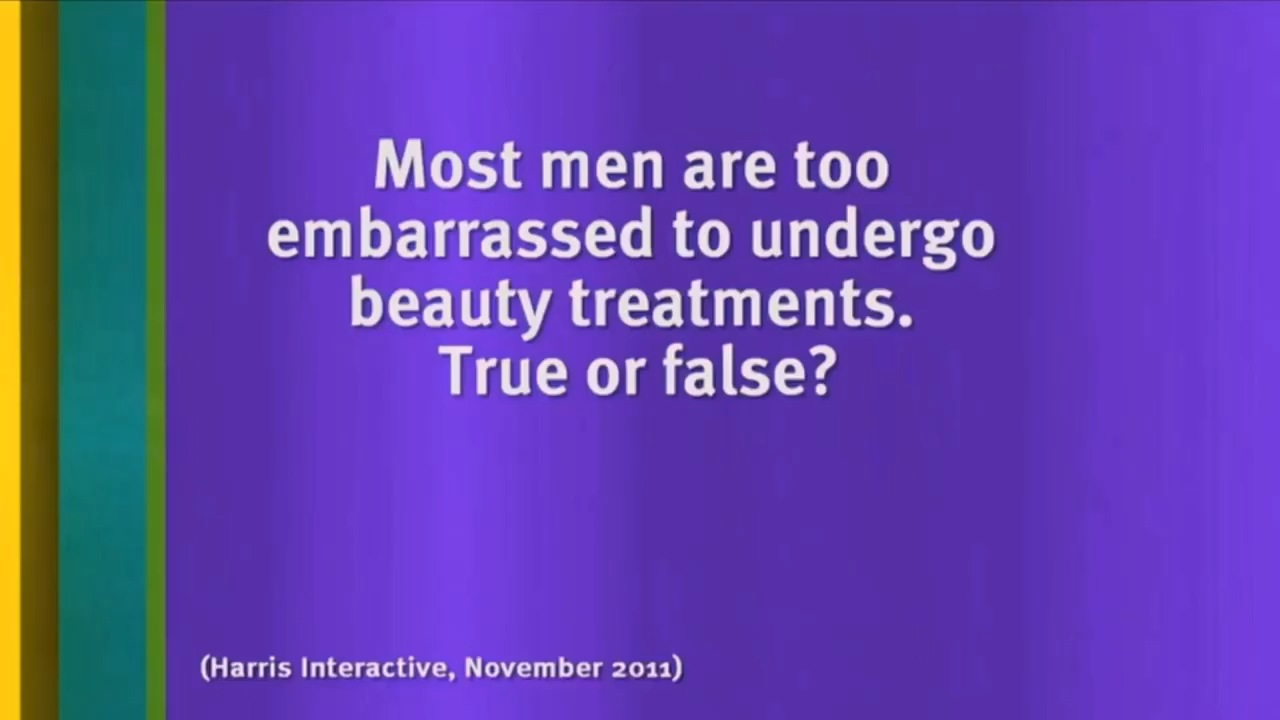 Most men are too
embarrassed to undergo
beauty treatments.
True or false?
(Harris Interactive, November 2011)